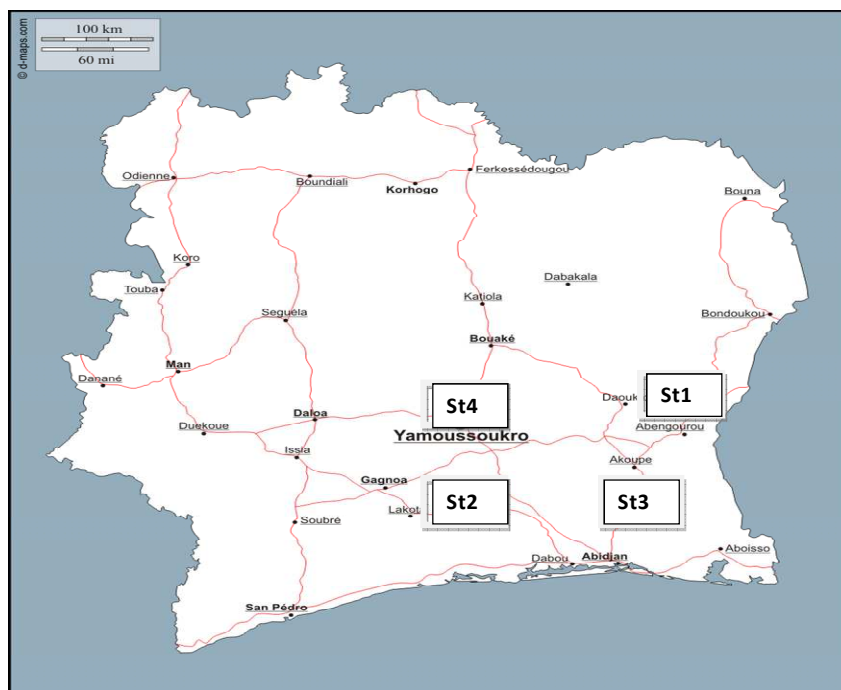 100 km
60 mi
© d-maps.com
Odienne
Boundiali
Korhogo
Ferkessédougou
Bouna
Koro
Touba
Dabakala
Katiola
Seguela
Bondoukou
Bouaké
Man
Danané
St4
Daouk
St1
Daloa
Duekoue
Yamoussoukro
Abengourou
Issia
Akoupe
Gagnoa
St2
St3
Lakot
Soubré
Dabou
Abidjan
Aboisso
San Pédro